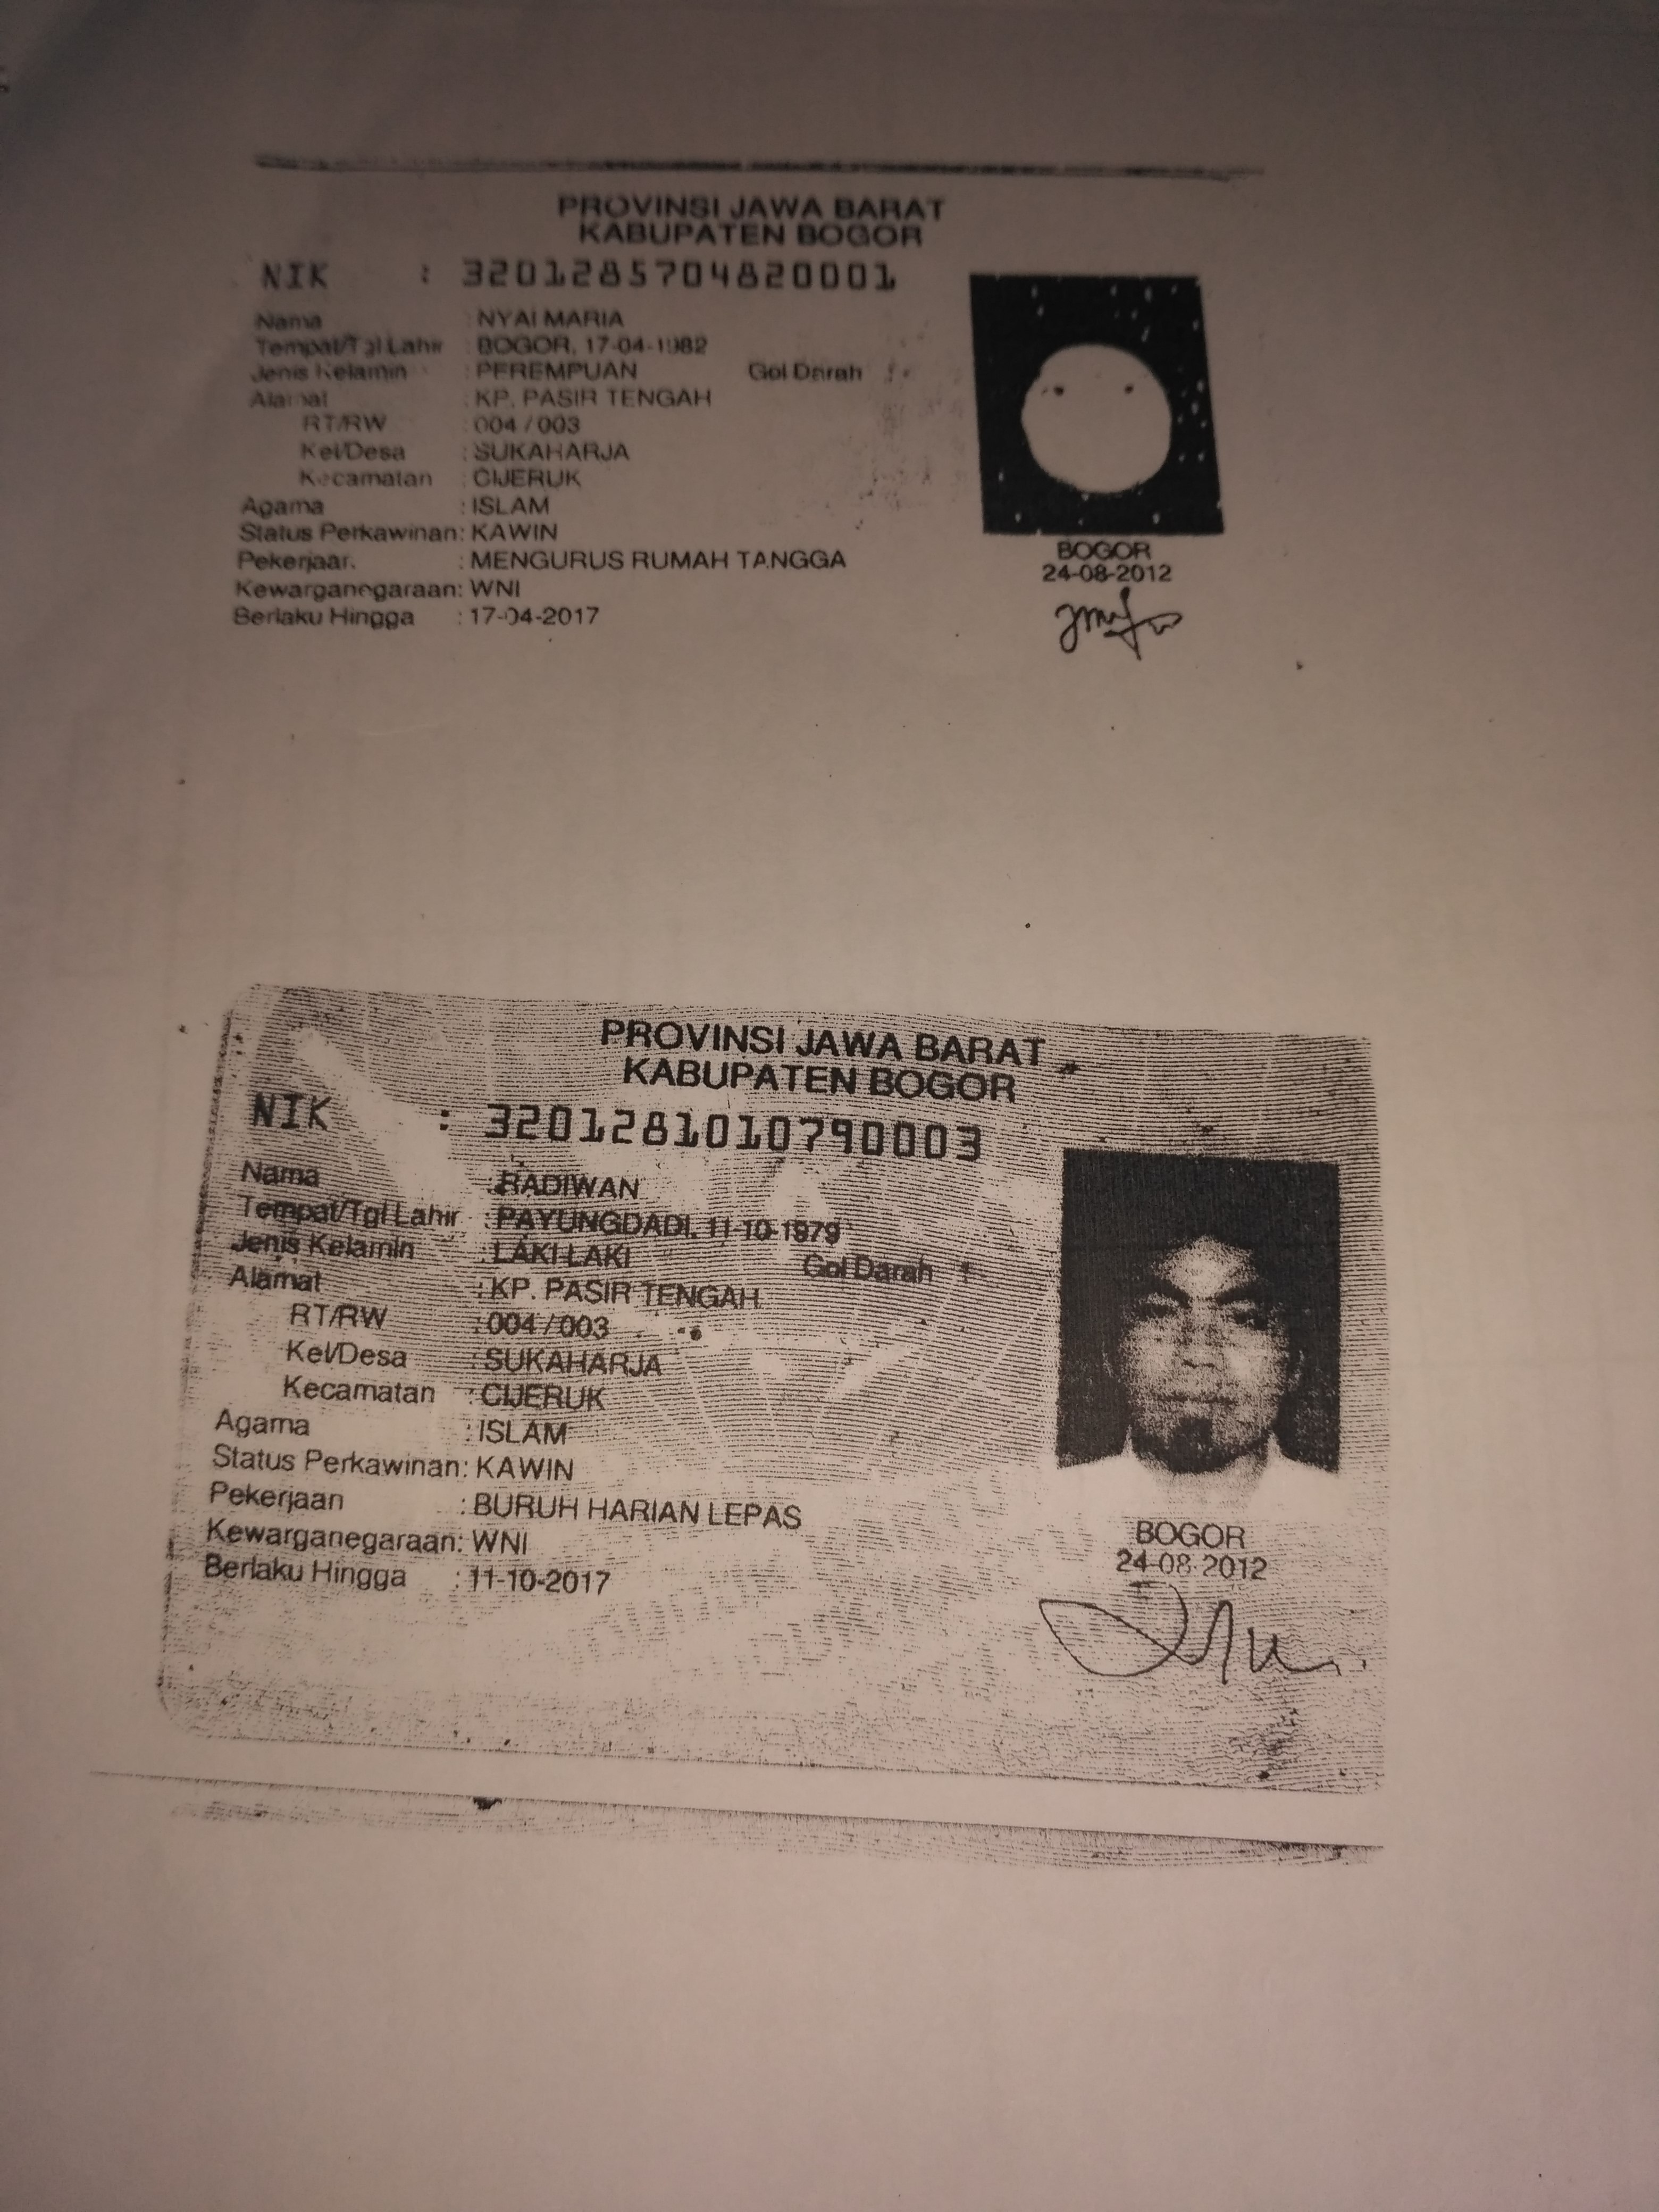 PROVINSI JAWA BARAT
KABUPATEN BOGOR
NIK : 3201285704820001
Nama : NYAI MARIA
Tempat/Tgl Lahir : BOGOR, 17-04-1982
Jenis Kelamin : PEREMPUAN Gol Darah :-
Alamat : KP. PASIR TENGAH
RT/RW : 004 / 003
Kel/Desa : SUKAHARJA
Kecamatan : CIJERUK
Agama : ISLAM
Status Perkawinan: KAWIN
Pekerjaan : MENGURUS RUMAH TANGGA
Kewarganegaraan: WNI
Berlaku Hingga : 17-04-2017
BOGOR
24-08-2012
PROVINSI JAWA BARAT
KABUPATEN BOGOR
NIK : 3201281010790003
Nama : RADIWAN
Tempat/Tgl Lahir : PAYUNGDADI, 11-10-1979
Jenis Kelamin : LAKI-LAKI Gol Darah
Alamat : KP. PASIR TENGAH
RT/RW : 004 / 003
Kel/Desa : SUKAHARJA
Kecamatan : CIJERUK
Agama : ISLAM
Status Perkawinan: KAWIN
Pekerjaan : BURUH HARIAN LEPAS
Kewarganegaraan: WNI
Berlaku Hingga : 11-10-2017
BOGOR
24-08-2012